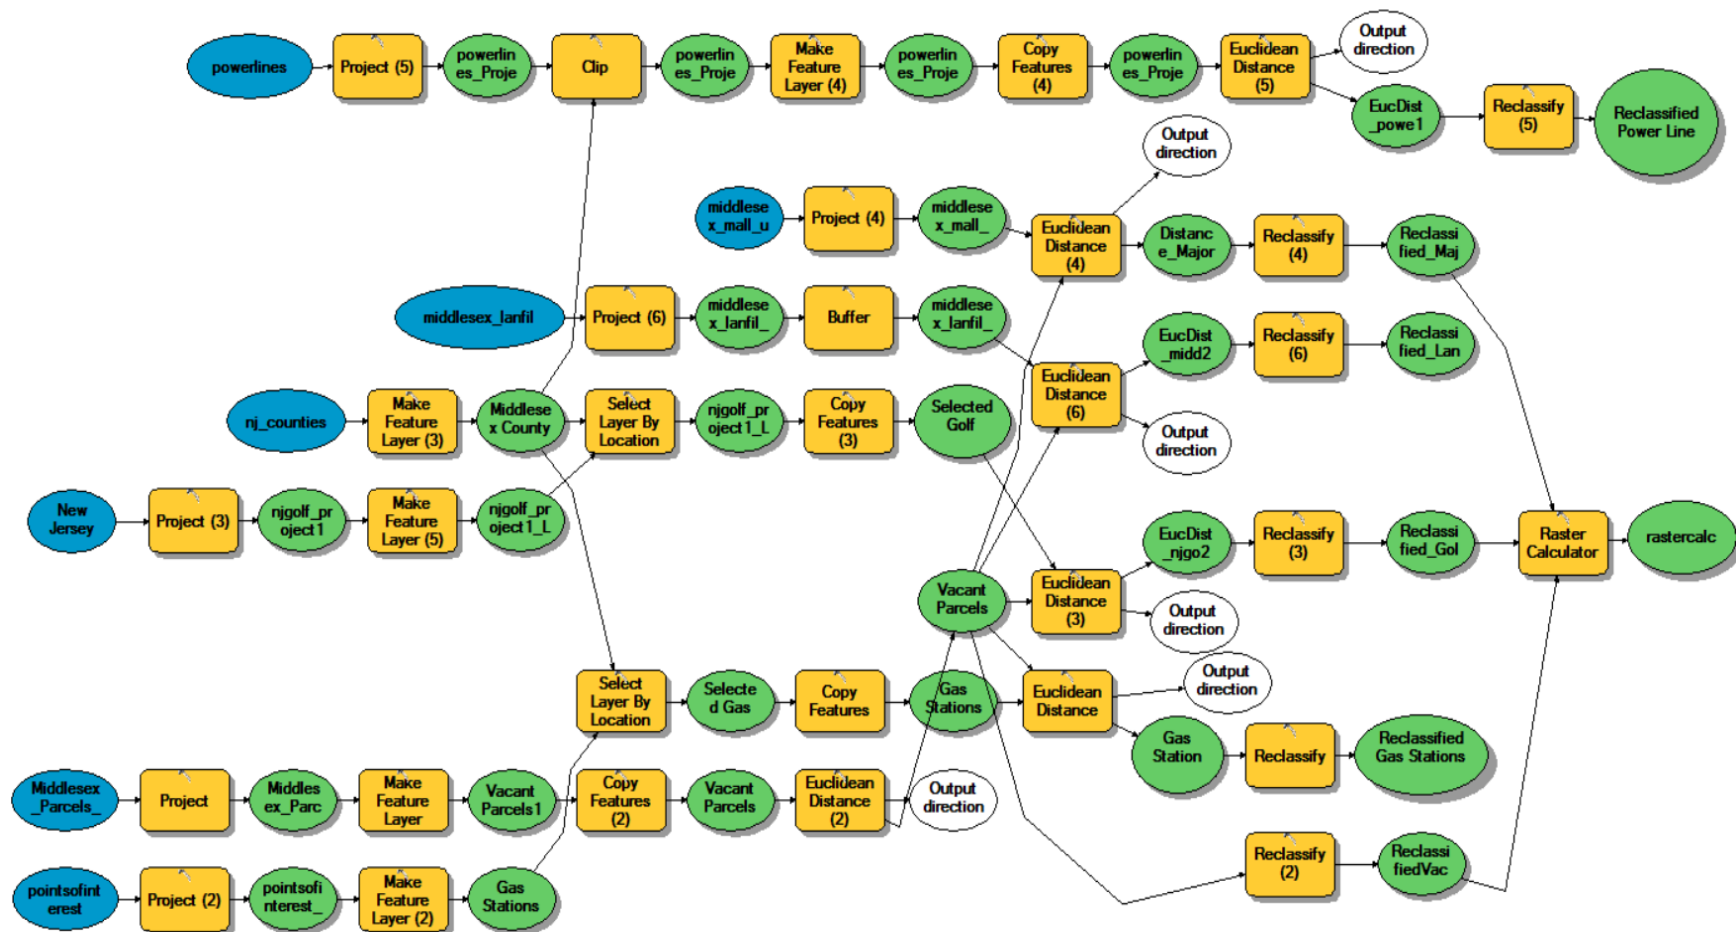 powerlines
Project (5)
powerlin
es_Proje
Clip
powerlin
es_Proje
Make
Feature
Layer (4)
powerlin
es_Proje
Copy
Features
(4)
powerlin
es_Proje
Euclidean
Distance
(5)
Output
direction
EucDist
_powe1
Reclassify
(5)
Reclassified
Power Line
Output
direction
middlese
x_mall_u
Project (4)
middlese
x_mall_
Euclidean
Distance
(4)
Distanc
e_Major
Reclassify
(4)
Reclassi
fied_Maj
middlesex_lanfil
Project (6)
middlese
x_lanfil_
Buffer
middlese
x_lanfil_
Euclidean
Distance
(6)
EucDist
_midd2
Reclassify
(6)
Reclassi
fied_Lan
Output
direction
nj_counties
Make
Feature
Layer (3)
Middlese
x County
Select
Layer By
Location
njgolf_pr
oject1_L
Copy
Features
(3)
Selected
Golf
New
Jersey
Project (3)
njgolf_pr
oject1
Make
Feature
Layer (5)
njgolf_pr
oject1_L
Vacant
Parcels
Euclidean
Distance
(3)
EucDist
_njgo2
Reclassify
(3)
Reclassi
fied_Gol
Raster
Calculator
rastercalc
Output
direction
Select
Layer By
Location
Selecte
d Gas
Copy
Features
Gas
Stations
Euclidean
Distance
Output
direction
Gas
Station
Reclassify
Reclassified
Gas Stations
Middlesex
_Parcels_
Project
Middles
ex_Parc
Make
Feature
Layer
Vacant
Parcels1
Copy
Features
(2)
Vacant
Parcels
Euclidean
Distance
(2)
Output
direction
Reclassify
(2)
Reclassi
fiedVac
pointsofint
erest
Project (2)
pointsofi
nterest_
Make
Feature
Layer (2)
Gas
Stations